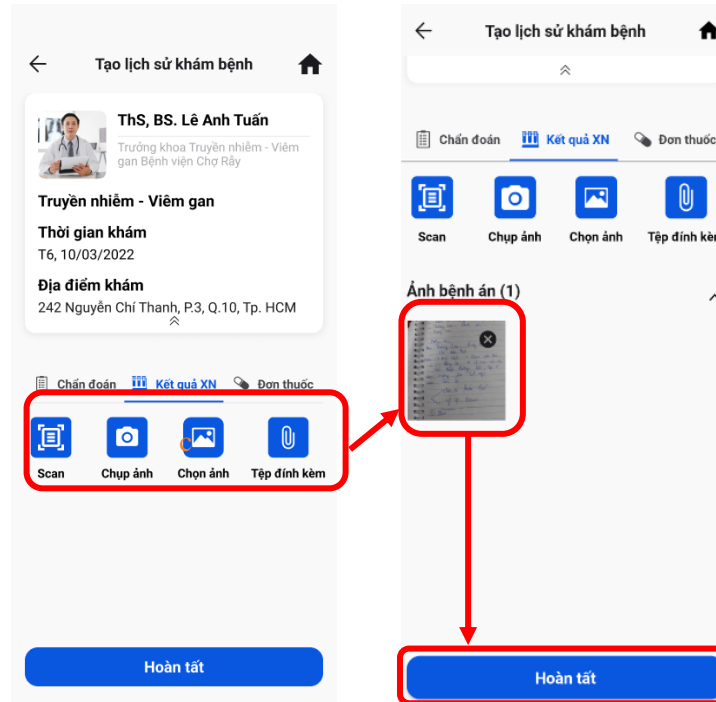 Tạo lịch sử khám bệnh
ThS, BS. Lê Anh Tuấn
Trưởng khoa Truyền nhiễm - Viêm
gan Bệnh viện Chợ Rẫy
Truyền nhiễm - Viêm gan
Thời gian khám
T6, 10/03/2022
Địa điểm khám
242 Nguyễn Chí Thanh, P.3, Q.10, Tp. HCM
Chẩn đoán Kết quả XN Đơn thuốc
Scan Chụp ảnh Chọn ảnh Tệp đính kèm
Hoàn tất
Tạo lịch sử khám bệnh
Chẩn đoán Kết quả XN Đơn thuốc
Scan Chụp ảnh Chọn ảnh Tệp đính kèm
Ảnh bệnh án (1)
Hoàn tất